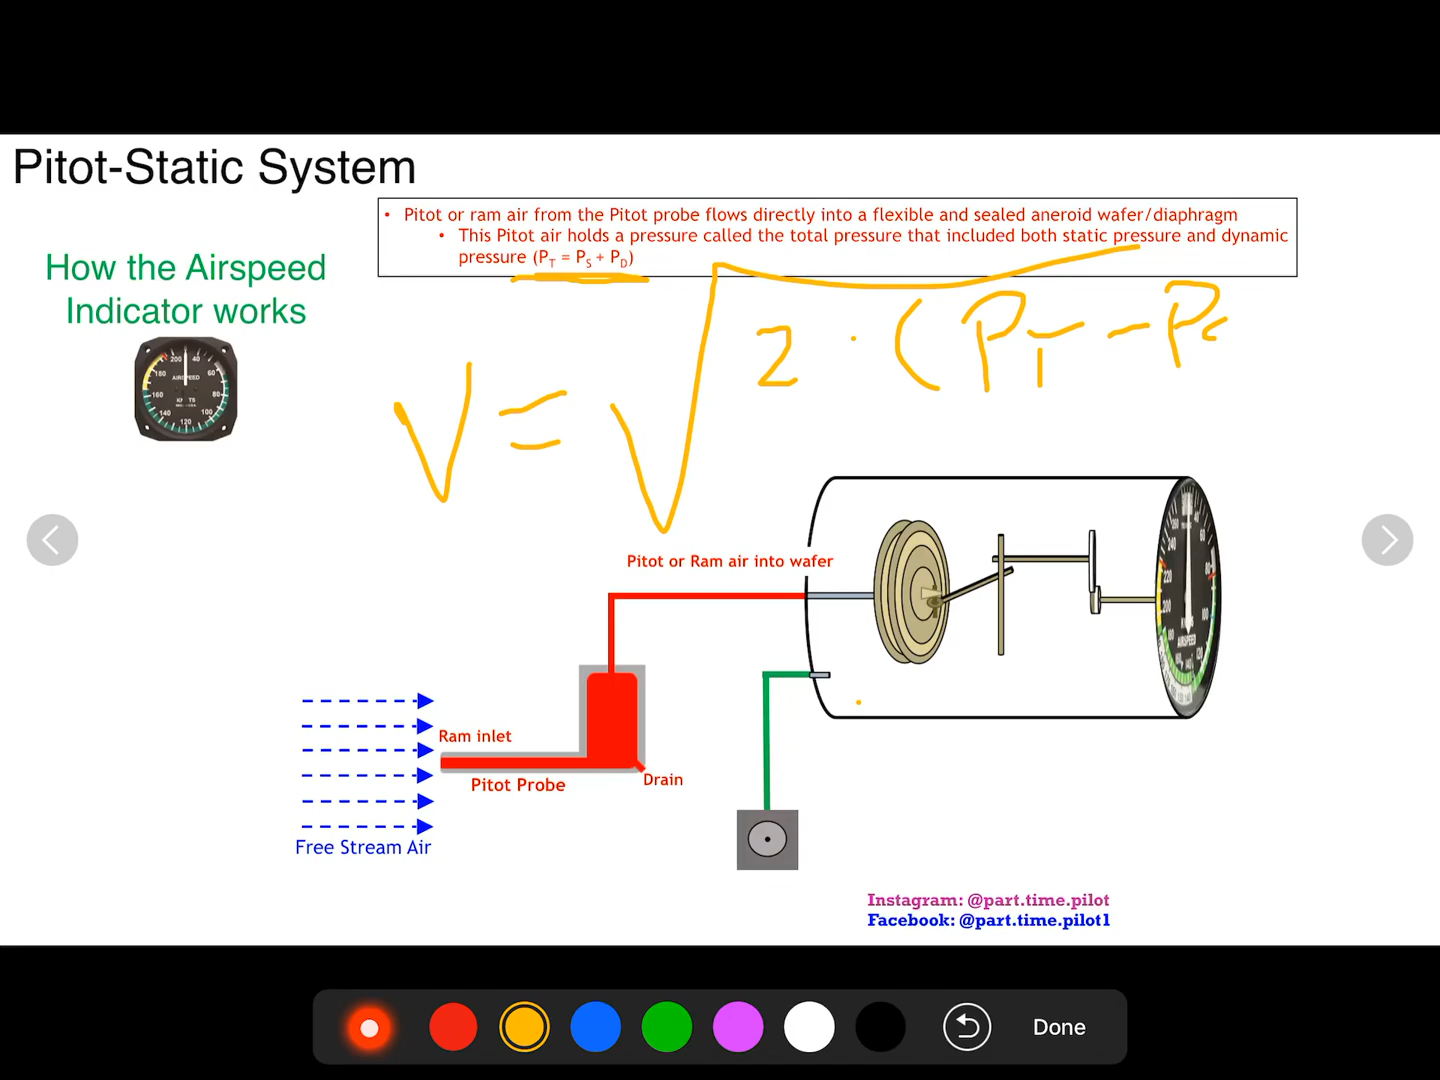 Pitot-Static System
• Pitot or ram air from the Pitot probe flows directly into a flexible and sealed aneroid wafer/diaphragm
• This Pitot air holds a pressure called the total pressure that included both static pressure and dynamic
pressure (PT = PS + PD)
How the Airspeed
Indicator works
V = √ 2 · (PT - P
Pitot or Ram air into wafer
Ram inlet
Pitot Probe
Drain
Free Stream Air
Instagram: @part.time.pilot
Facebook: @part.time.pilot1
Done